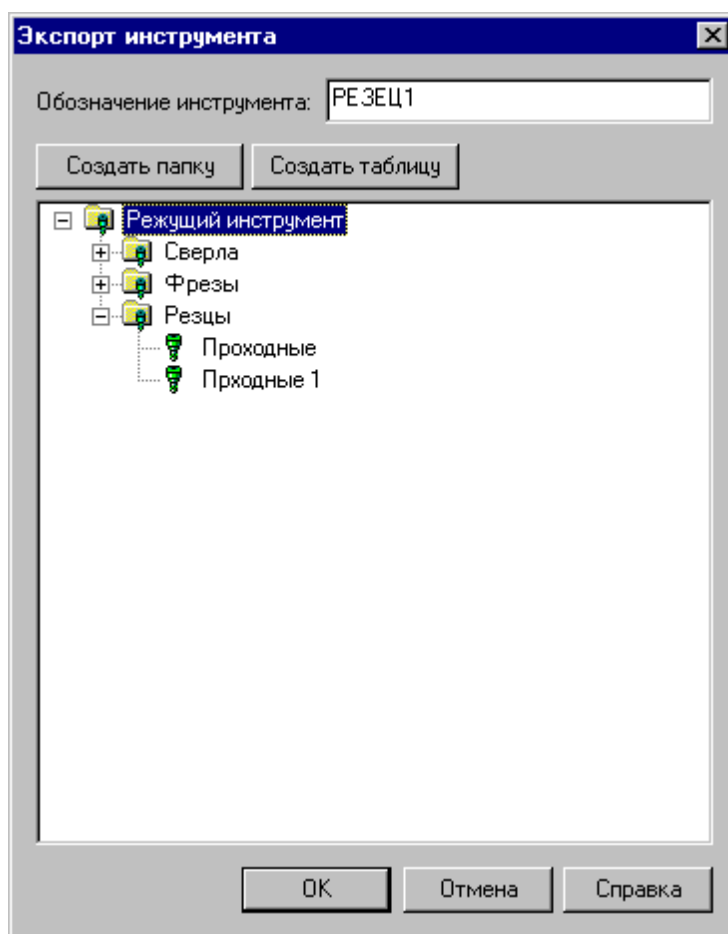 Экспорт инструмента
Обозначение инструмента: РЕЗЕЦ1
Создать папку Создать таблицу
Режущий инструмент
Сверла
Фрезы
Резцы
Проходные
Прходные 1
OK Отмена Справка